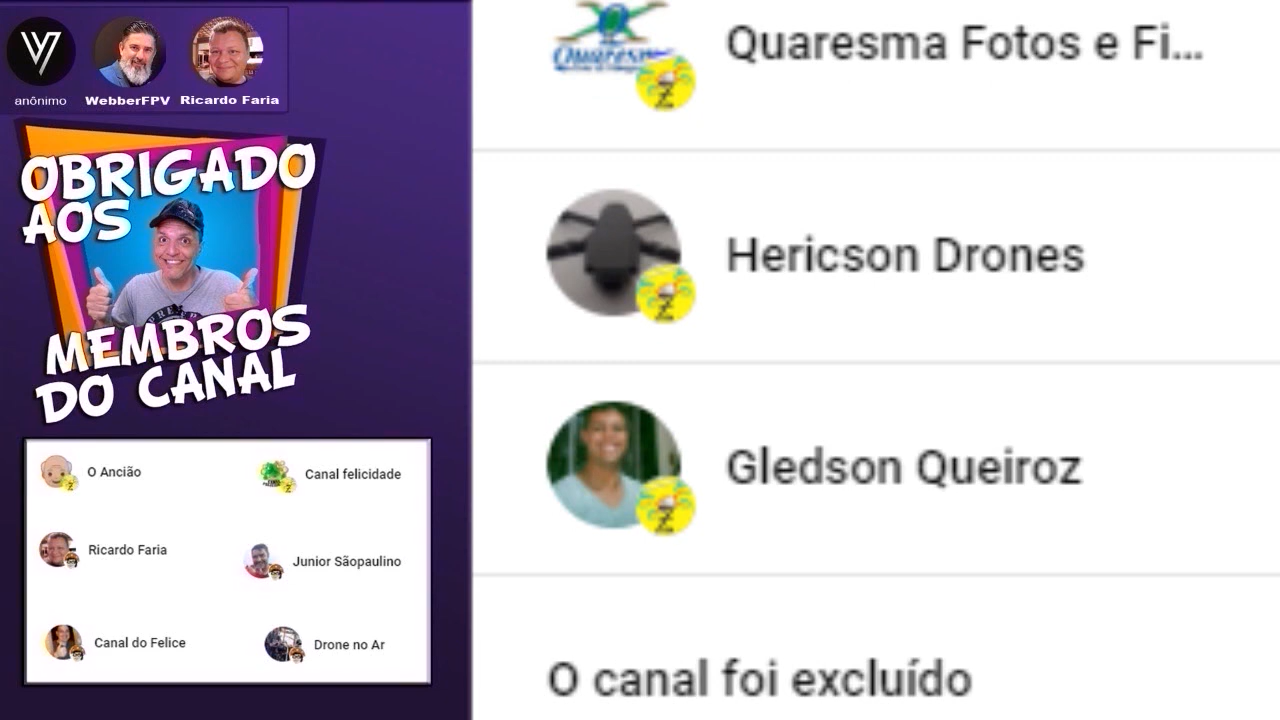 anônimo
WebberFPV
Ricardo Faria
OBRIGADO
AOS
MEMBROS
DO CANAL
O Ancião
Canal felicidade
Ricardo Faria
Junior Sãopaulino
Canal do Felice
Drone no Ar
Quaresma Fotos e Fi...
Hericson Drones
Gledson Queiroz
O canal foi excluído